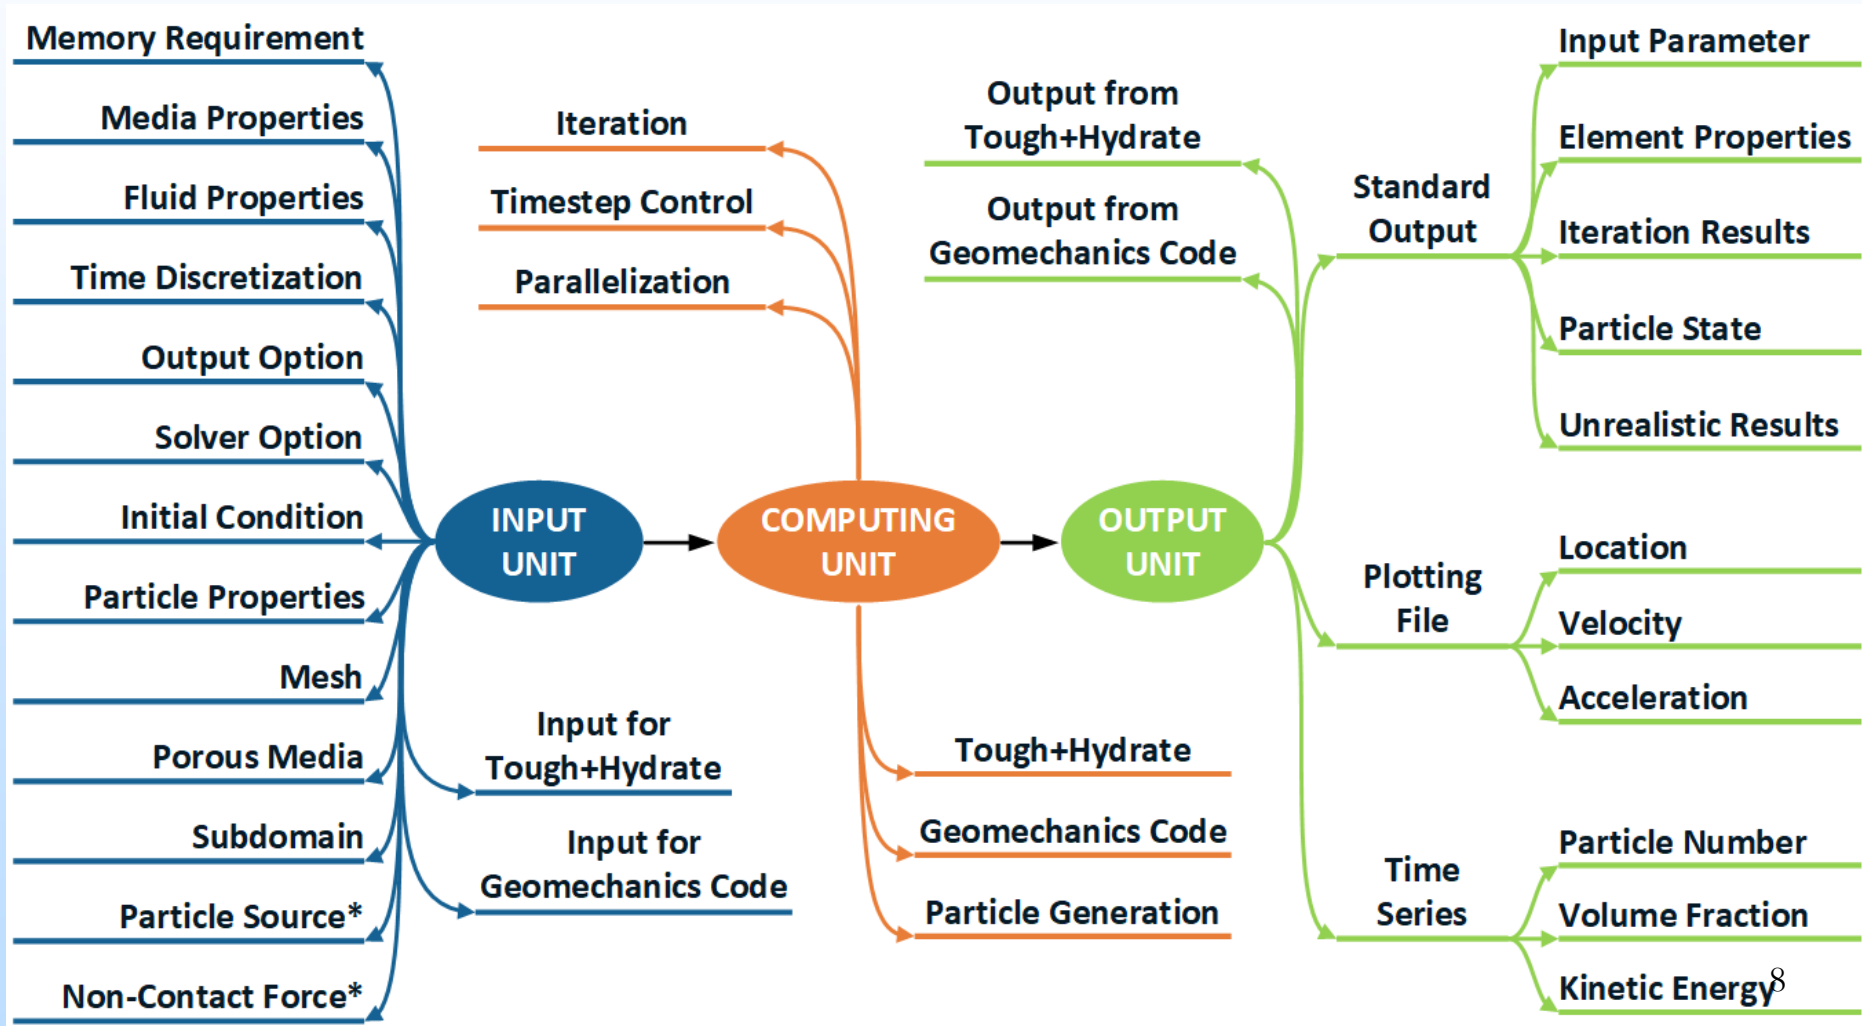 Memory Requirement
Media Properties
Fluid Properties
Time Discretization
Output Option
Solver Option
Initial Condition
Particle Properties
Mesh
Porous Media
Subdomain
Particle Source*
Non-Contact Force*
INPUT
UNIT
Input for
Tough+Hydrate
Input for
Geomechanics Code
Iteration
Timestep Control
Parallelization
COMPUTING
UNIT
Tough+Hydrate
Geomechanics Code
Particle Generation
Output from
Tough+Hydrate
Output from
Geomechanics Code
OUTPUT
UNIT
Standard
Output
Input Parameter
Element Properties
Iteration Results
Particle State
Unrealistic Results
Plotting
File
Location
Velocity
Acceleration
Time
Series
Particle Number
Volume Fraction
Kinetic Energy
8